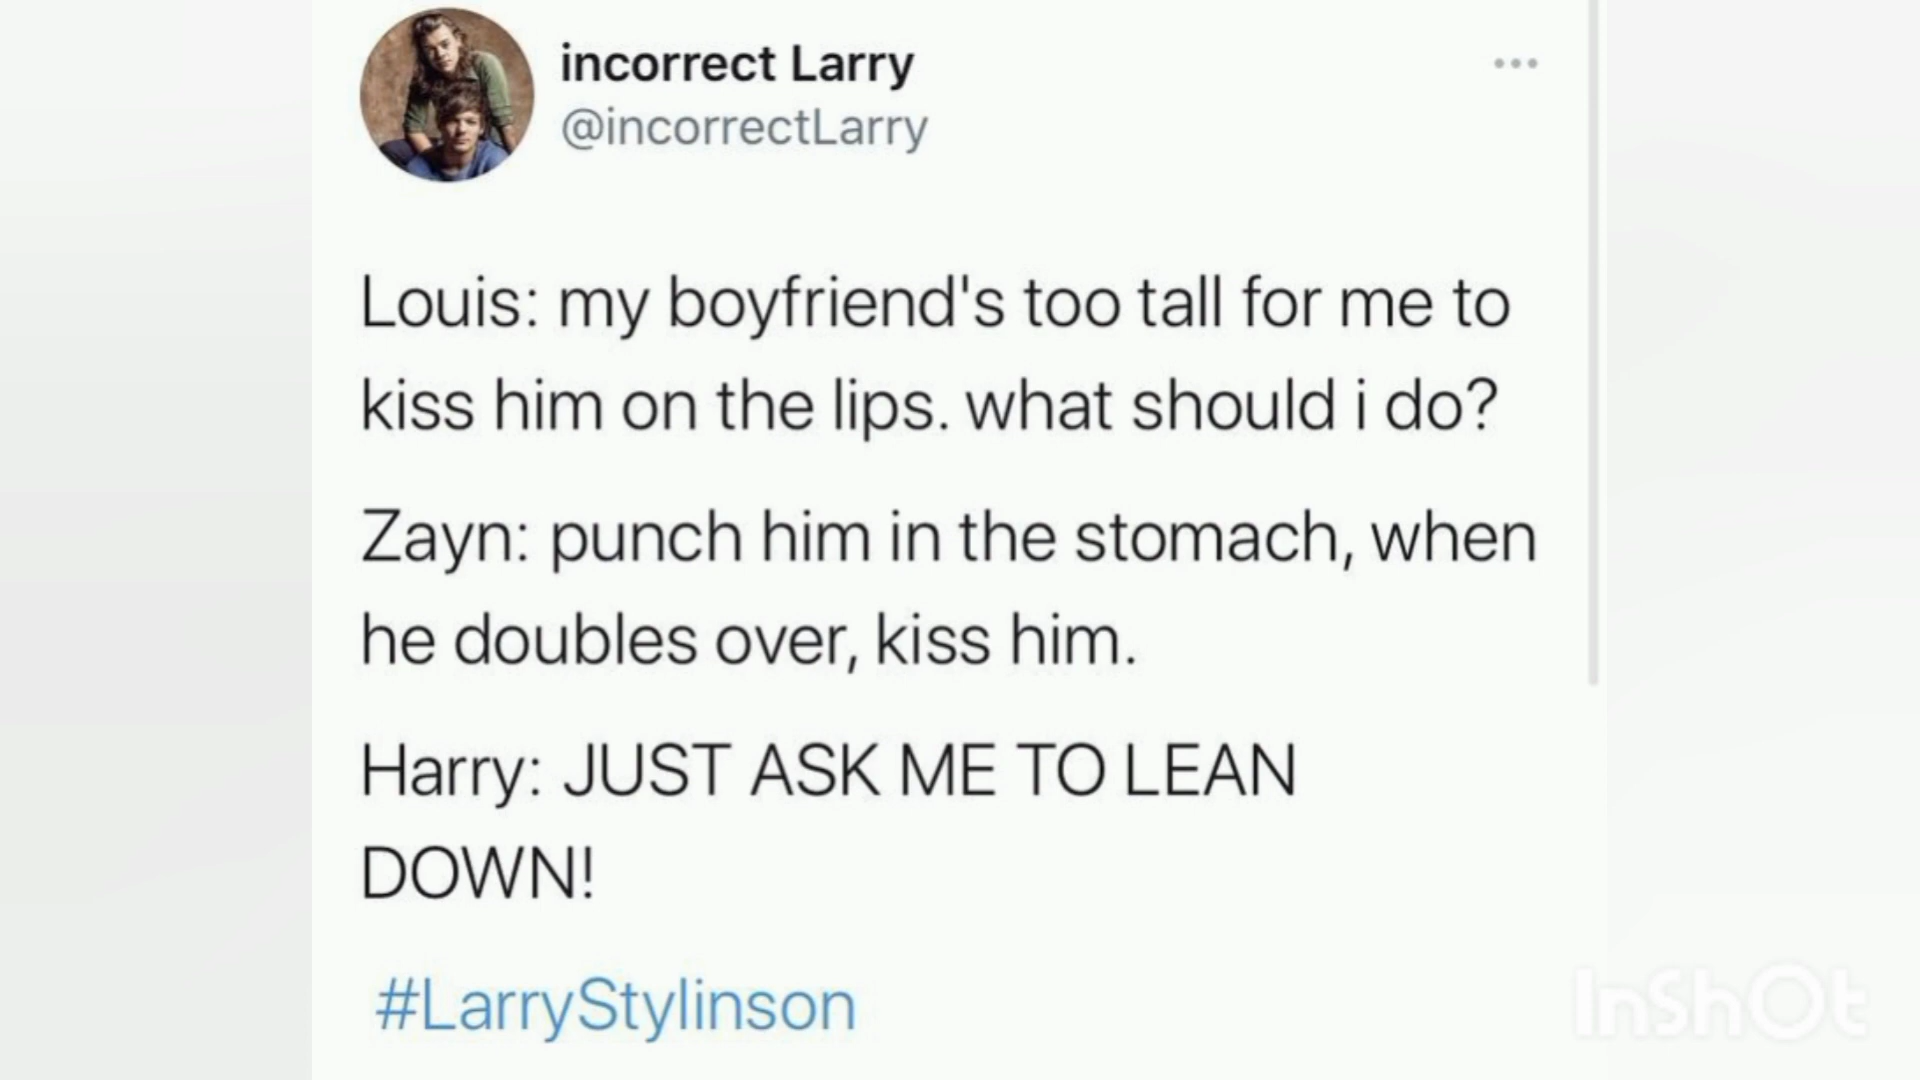 incorrect Larry
@incorrectLarry
Louis: my boyfriend's too tall for me to
kiss him on the lips. what should i do?
Zayn: punch him in the stomach, when
he doubles over, kiss him.
Harry: JUST ASK ME TO LEAN
DOWN!
#LarryStylinson
InShOt